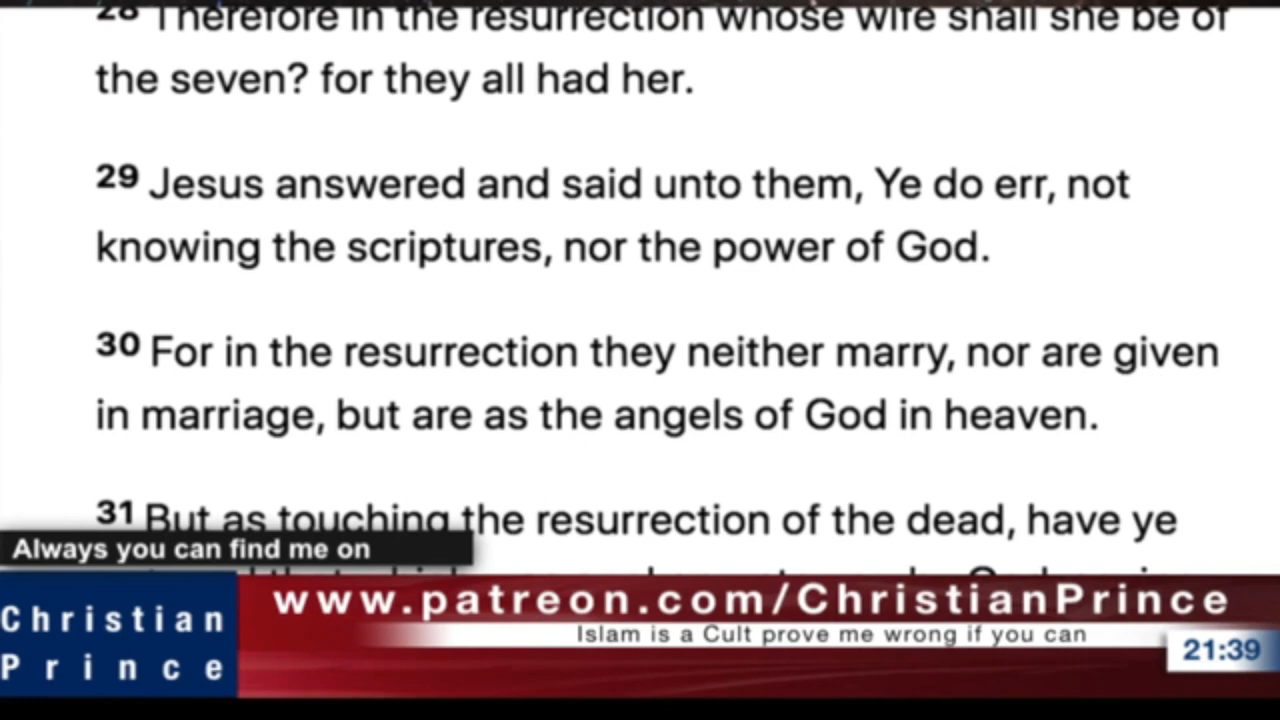 28 Therefore in the resurrection whose wife shall she be of
the seven? for they all had her.
29 Jesus answered and said unto them, Ye do err, not
knowing the scriptures, nor the power of God.
30 For in the resurrection they neither marry, nor are given
in marriage, but are as the angels of God in heaven.
31 But as touching the resurrection of the dead, have ye
Always you can find me on
Christian
Prince
www.patreon.com/ChristianPrince
Islam is a Cult prove me wrong if you can
21:39